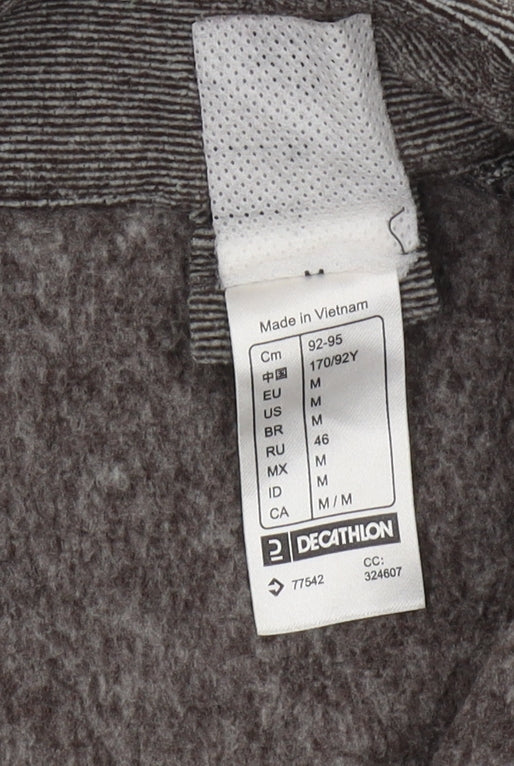 Made in Vietnam
Cm 92-95
中国 170/92Y
EU M
US M
BR M
RU 46
MX M
ID M
CA M / M
DECATHLON
77542 CC: 324607